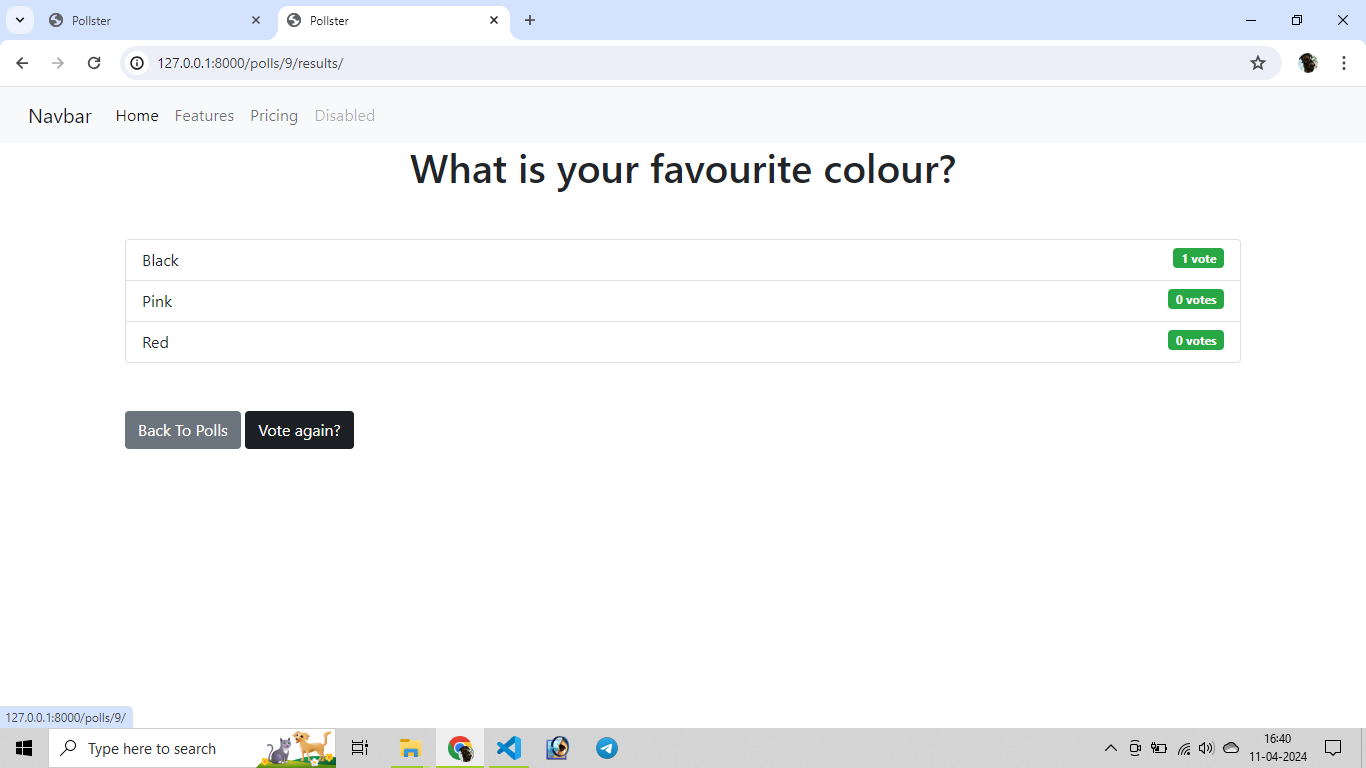 Pollster
Pollster
127.0.0.1:8000/polls/9/results/
Navbar Home Features Pricing Disabled
What is your favourite colour?
Black 1 vote
Pink 0 votes
Red 0 votes
Back To Polls Vote again?
127.0.0.1:8000/polls/9/
Type here to search
16:40
11-04-2024